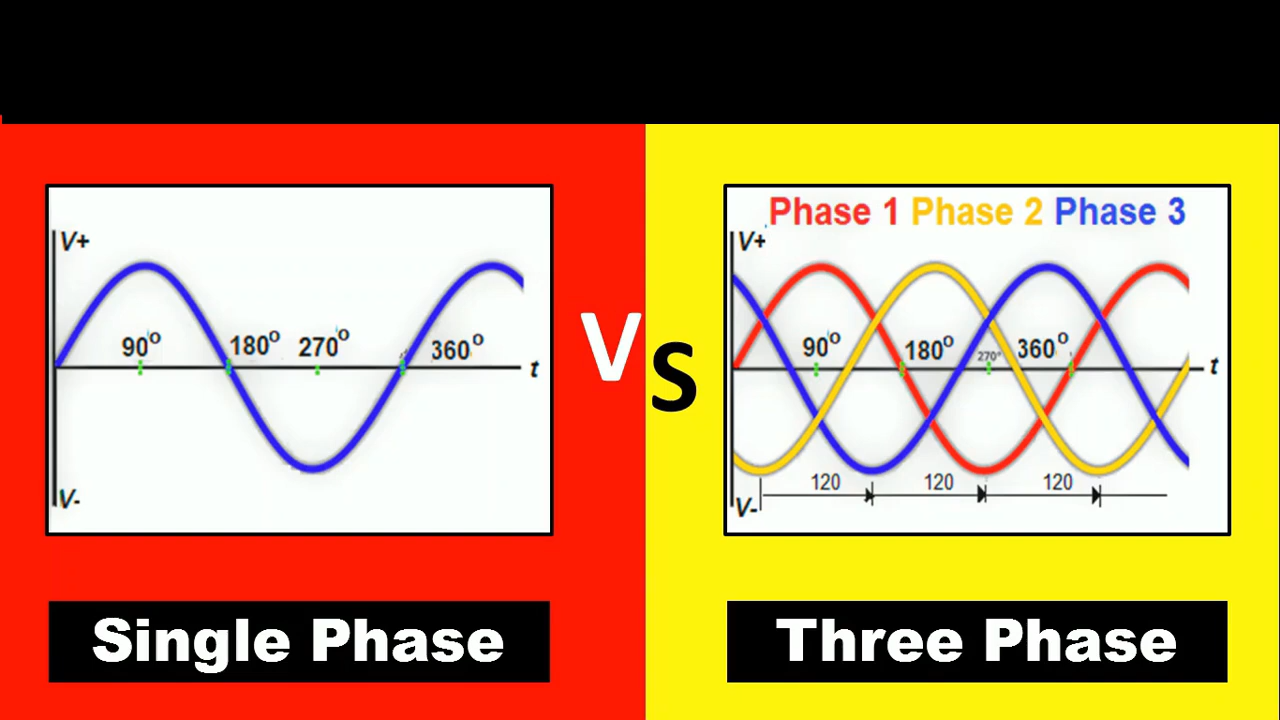 V+
90° 180° 270° 360°
t
V-
Single Phase
VS
Phase 1 Phase 2 Phase 3
V+
90° 180° 270° 360°
t
120 120 120
V-
Three Phase